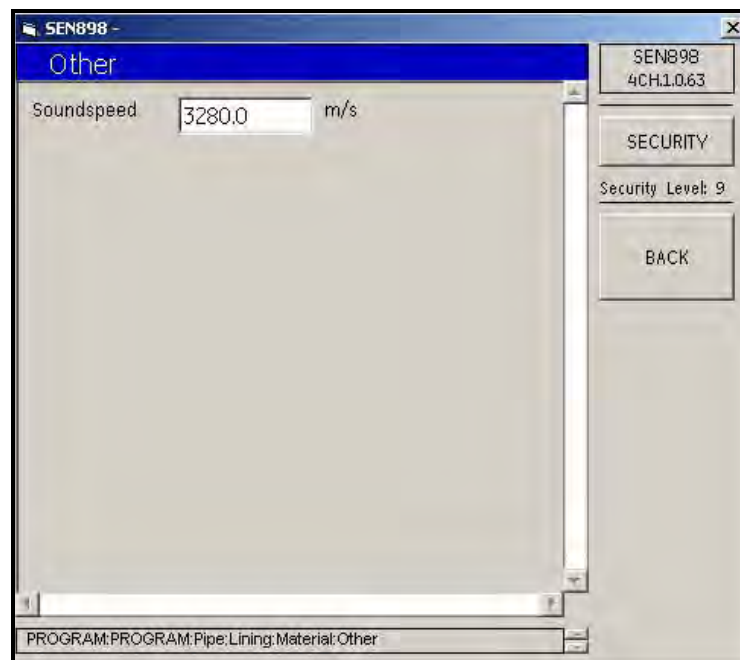 SEN898 -
Other
Soundspeed 3280.0 m/s
SEN898
4CH.1.0.63
SECURITY
Security Level: 9
BACK
PROGRAM:PROGRAM:Pipe:Lining:Material:Other